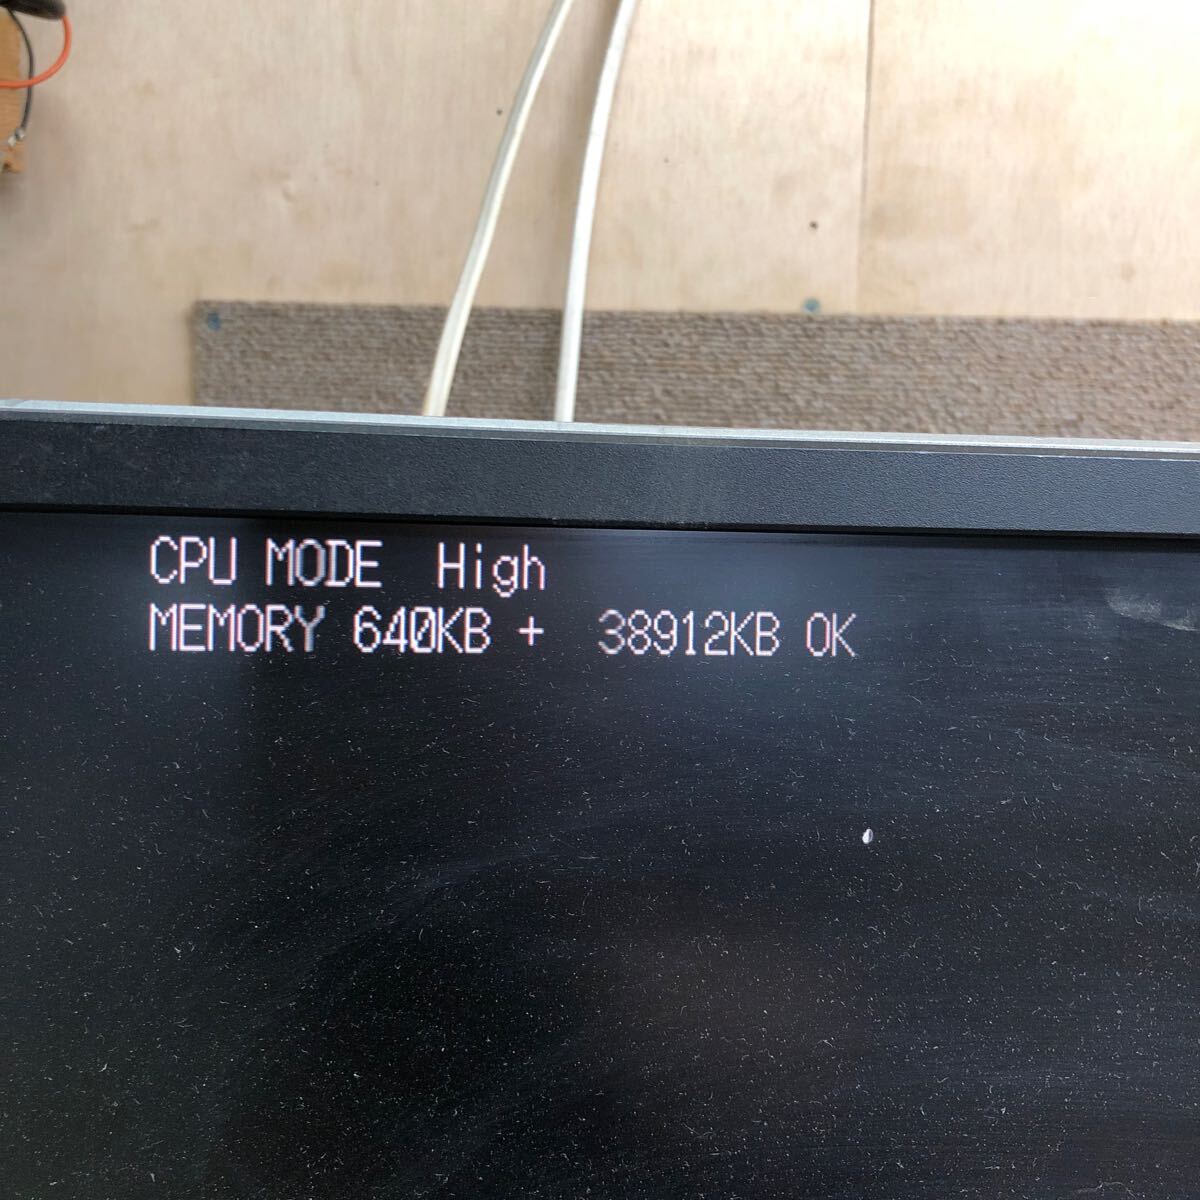 CPU MODE High
MEMORY 640KB + 38912KB OK